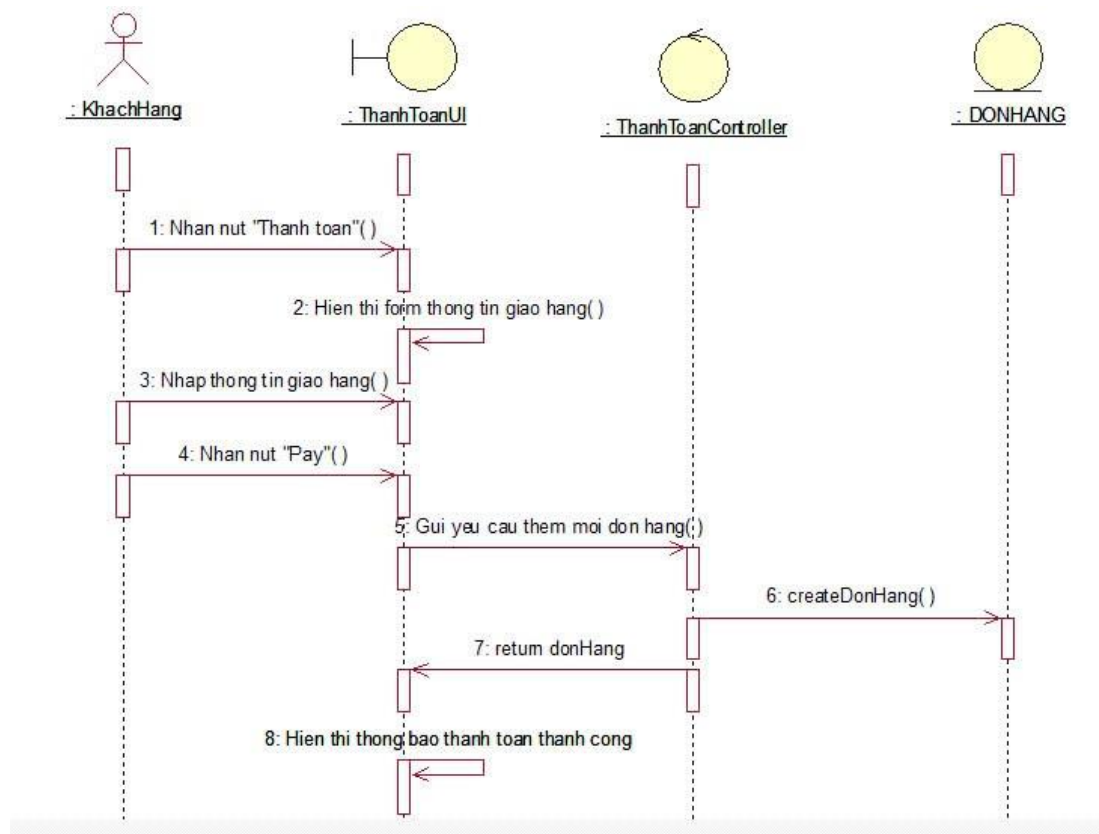 : KhachHang
: ThanhToanUI
: ThanhToanController
: DONHANG
1: Nhan nut "Thanh toan"( )
2: Hien thi form thong tin giao hang( )
3: Nhap thong tin giao hang( )
4: Nhan nut "Pay"( )
5: Gui yeu cau them moi don hang( )
6: createDonHang( )
7: return donHang
8: Hien thi thong bao thanh toan thanh cong